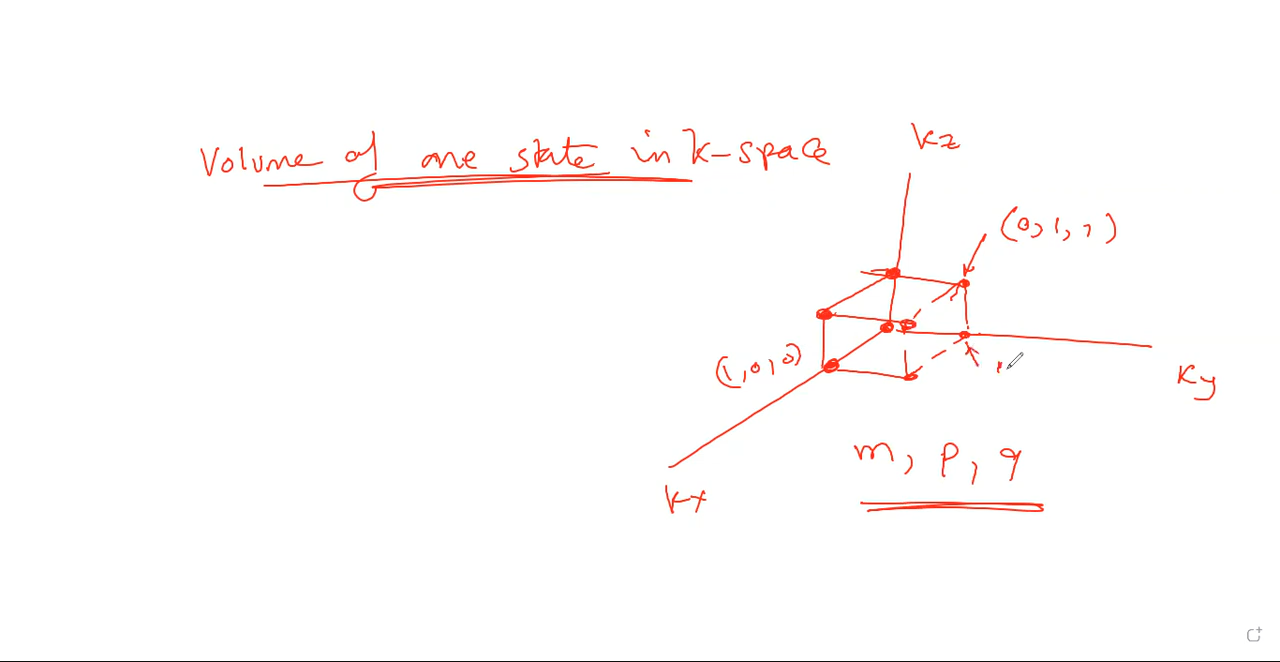 Volume of one state in k-space
kz
(0, 1, 1)
(1, 0, 0)
ky
m, p, q
kx